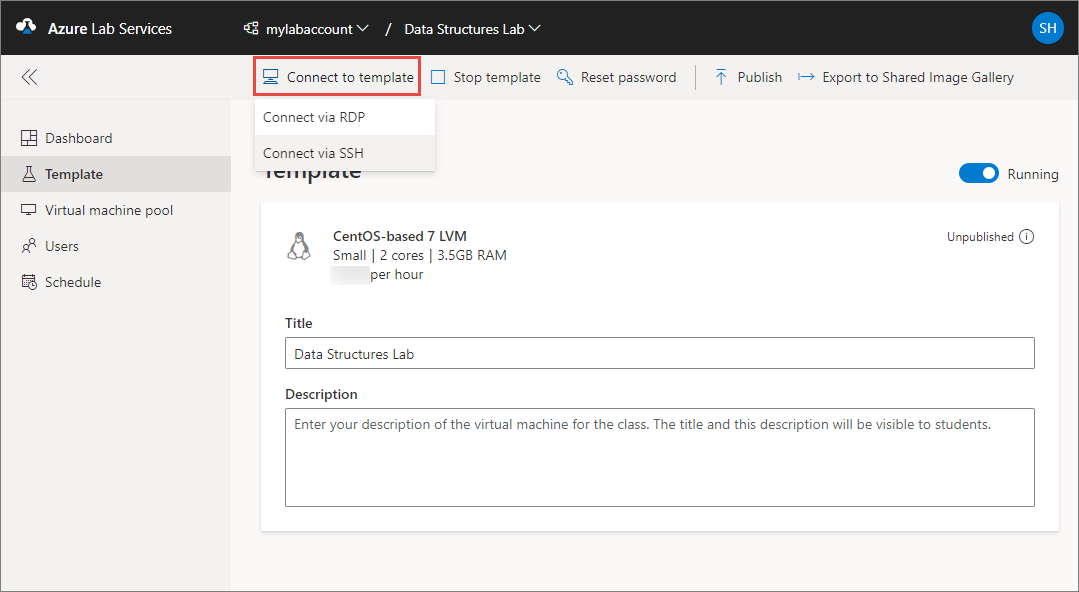 Azure Lab Services mylabaccount / Data Structures Lab SH
Connect to template Stop template Reset password Publish Export to Shared Image Gallery
Connect via RDP
Connect via SSH
Dashboard
Template
Virtual machine pool
Users
Schedule
Template Running
CentOS-based 7 LVM Unpublished
Small | 2 cores | 3.5GB RAM
per hour
Title
Data Structures Lab
Description
Enter your description of the virtual machine for the class. The title and this description will be visible to students.